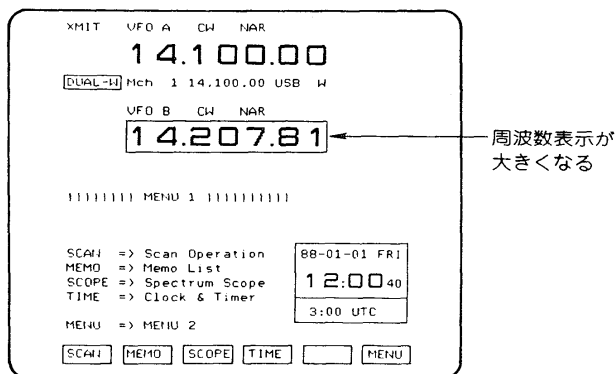 XMIT VFO A CW NAR
14.100.00
DUAL-W Mch 1 14,100.00 USB W
VFO B CW NAR
14.207.81
周波数表示が
大きくなる
)))))))) MENU 1 ))))))))))
SCAN => Scan Operation
MEMO => Memo List
SCOPE => Spectrum Scope
TIME => Clock & Timer
MENU => MENU 2
88-01-01 FRI
12:00 40
3:00 UTC
SCAN MEMO SCOPE TIME MENU